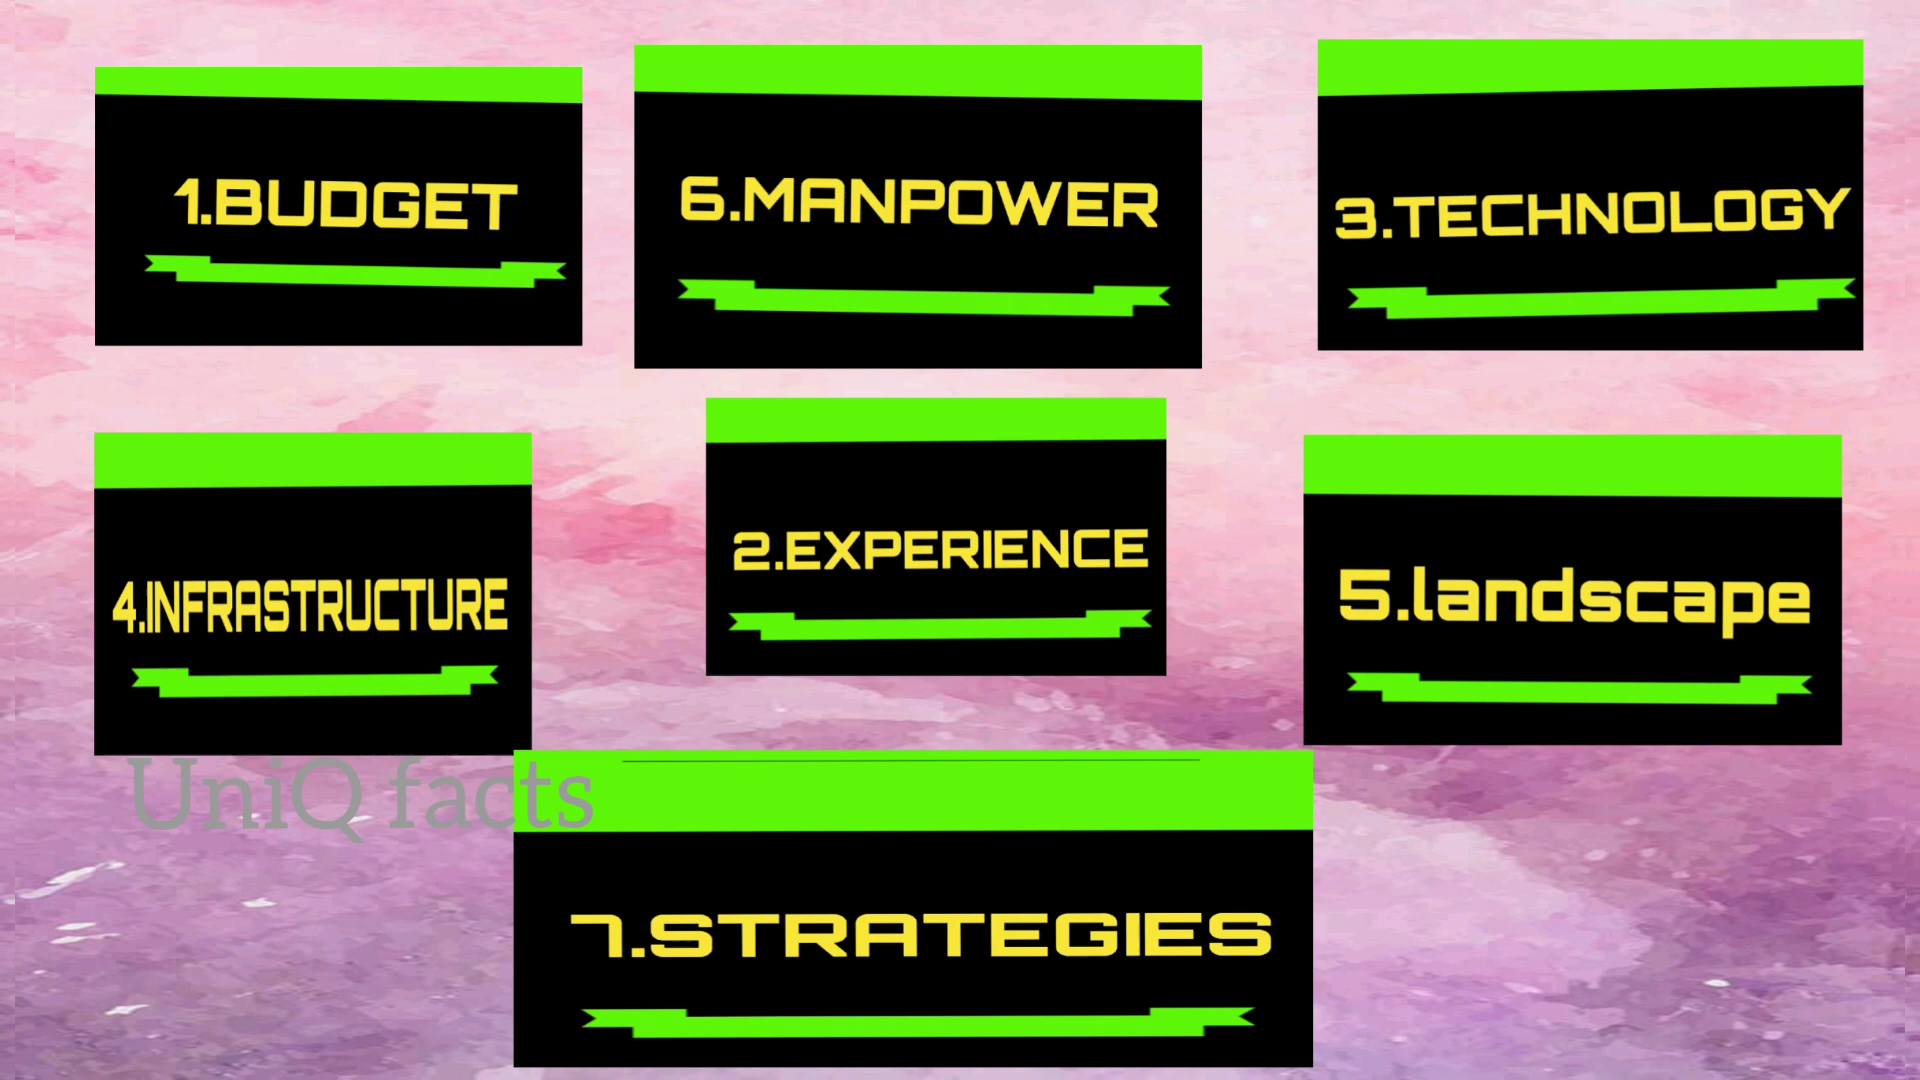 1.BUDGET
6.MANPOWER
3.TECHNOLOGY
4.INFRASTRUCTURE
2.EXPERIENCE
5.landscape
UniQ facts
7.STRATEGIES